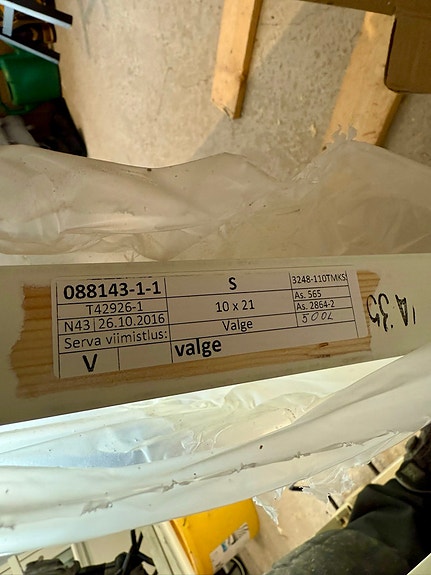 088143-1-1
T42926-1
N43 26.10.2016
Serva viimistlus:
V
S
10 x 21
Valge
valge
3248-110TMKS
As. 565
As. 2864-2
500L